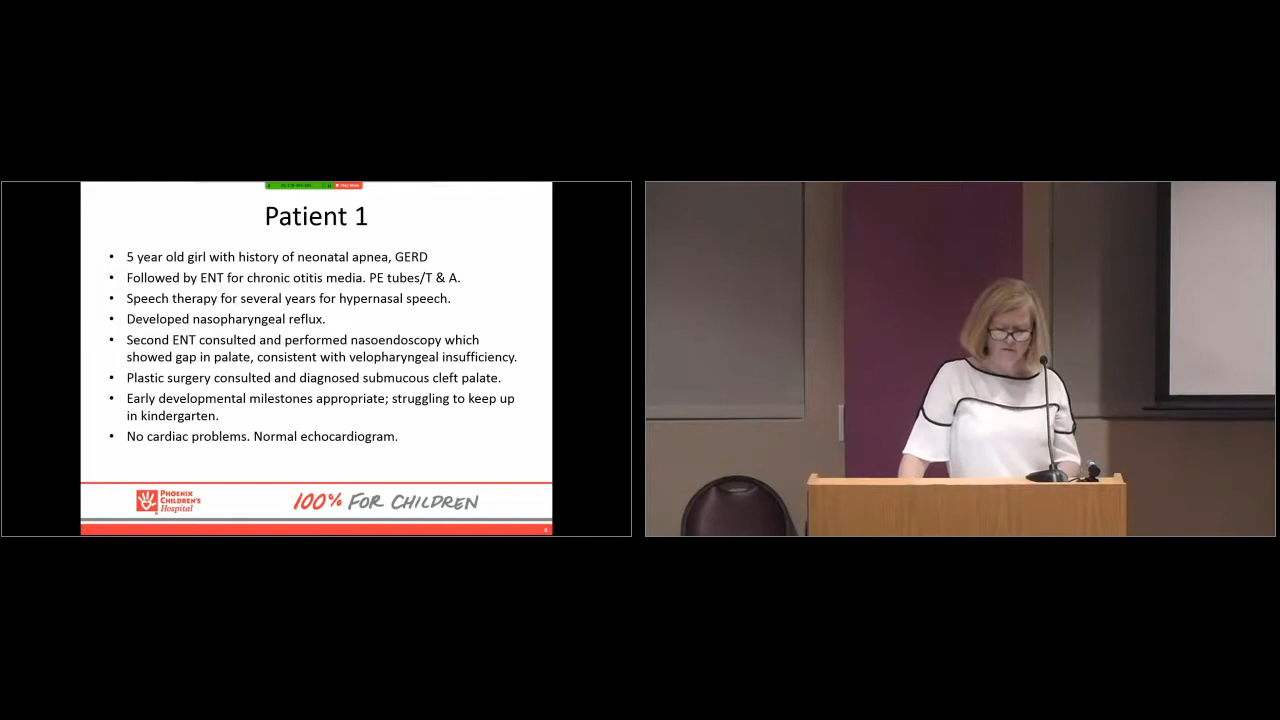 Patient 1
• 5 year old girl with history of neonatal apnea, GERD
• Followed by ENT for chronic otitis media. PE tubes/T & A.
• Speech therapy for several years for hypernasal speech.
• Developed nasopharyngeal reflux.
• Second ENT consulted and performed nasoendoscopy which
showed gap in palate, consistent with velopharyngeal insufficiency.
• Plastic surgery consulted and diagnosed submucous cleft palate.
• Early developmental milestones appropriate; struggling to keep up
in kindergarten.
• No cardiac problems. Normal echocardiogram.
PHOENIX
CHILDREN'S
Hospital
100% FOR CHILDREN
4